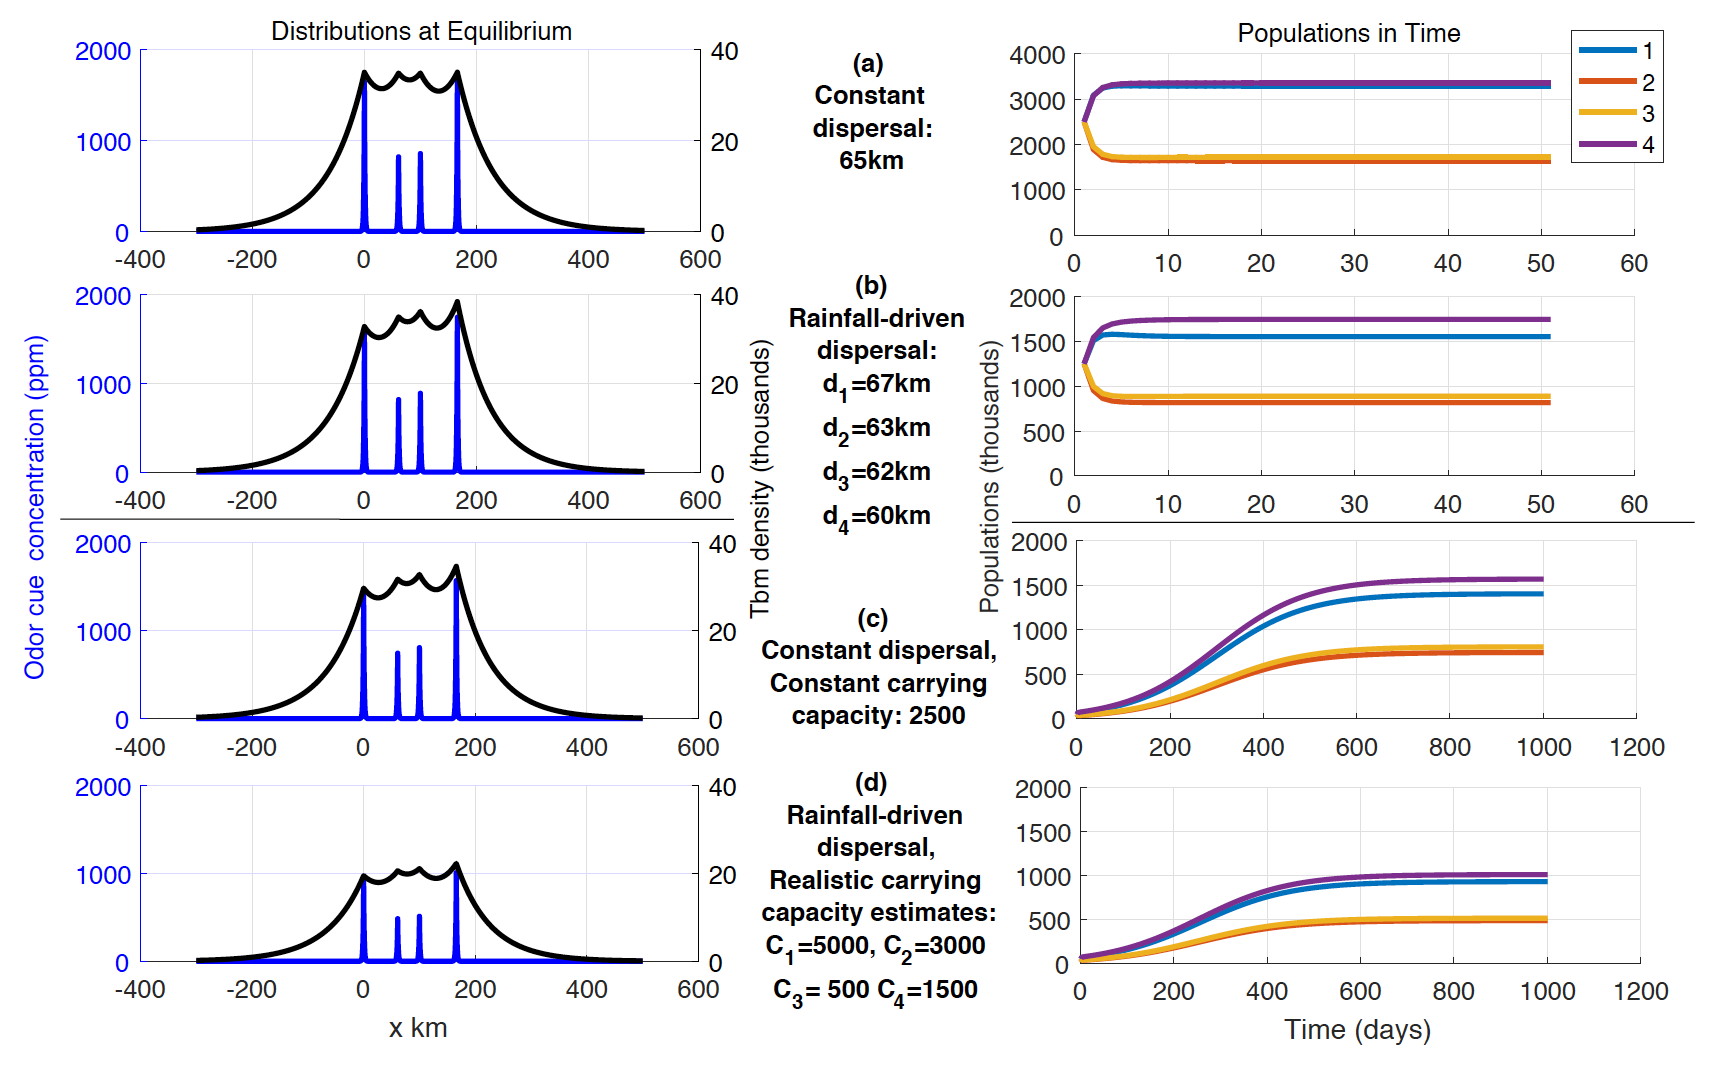 Distributions at Equilibrium
Populations in Time
2000
1000
0
40
20
0
-400 -200 0 200 400 600
(a)
Constant
dispersal:
65km
4000
3000
2000
1000
0
0 10 20 30 40 50 60
1
2
3
4
2000
1000
0
40
20
0
-400 -200 0 200 400 600
(b)
Rainfall-driven
dispersal:
d1=67km
d2=63km
d3=62km
d4=60km
2000
1500
1000
500
0
0 10 20 30 40 50 60
Odor cue concentration (ppm)
Tbm density (thousands)
Populations (thousands)
2000
1000
0
40
20
0
-400 -200 0 200 400 600
(c)
Constant dispersal,
Constant carrying
capacity: 2500
2000
1500
1000
500
0
0 200 400 600 800 1000 1200
2000
1000
0
40
20
0
-400 -200 0 200 400 600
x km
(d)
Rainfall-driven
dispersal,
Realistic carrying
capacity estimates:
C1=5000, C2=3000
C3= 500 C4=1500
2000
1500
1000
500
0
0 200 400 600 800 1000 1200
Time (days)